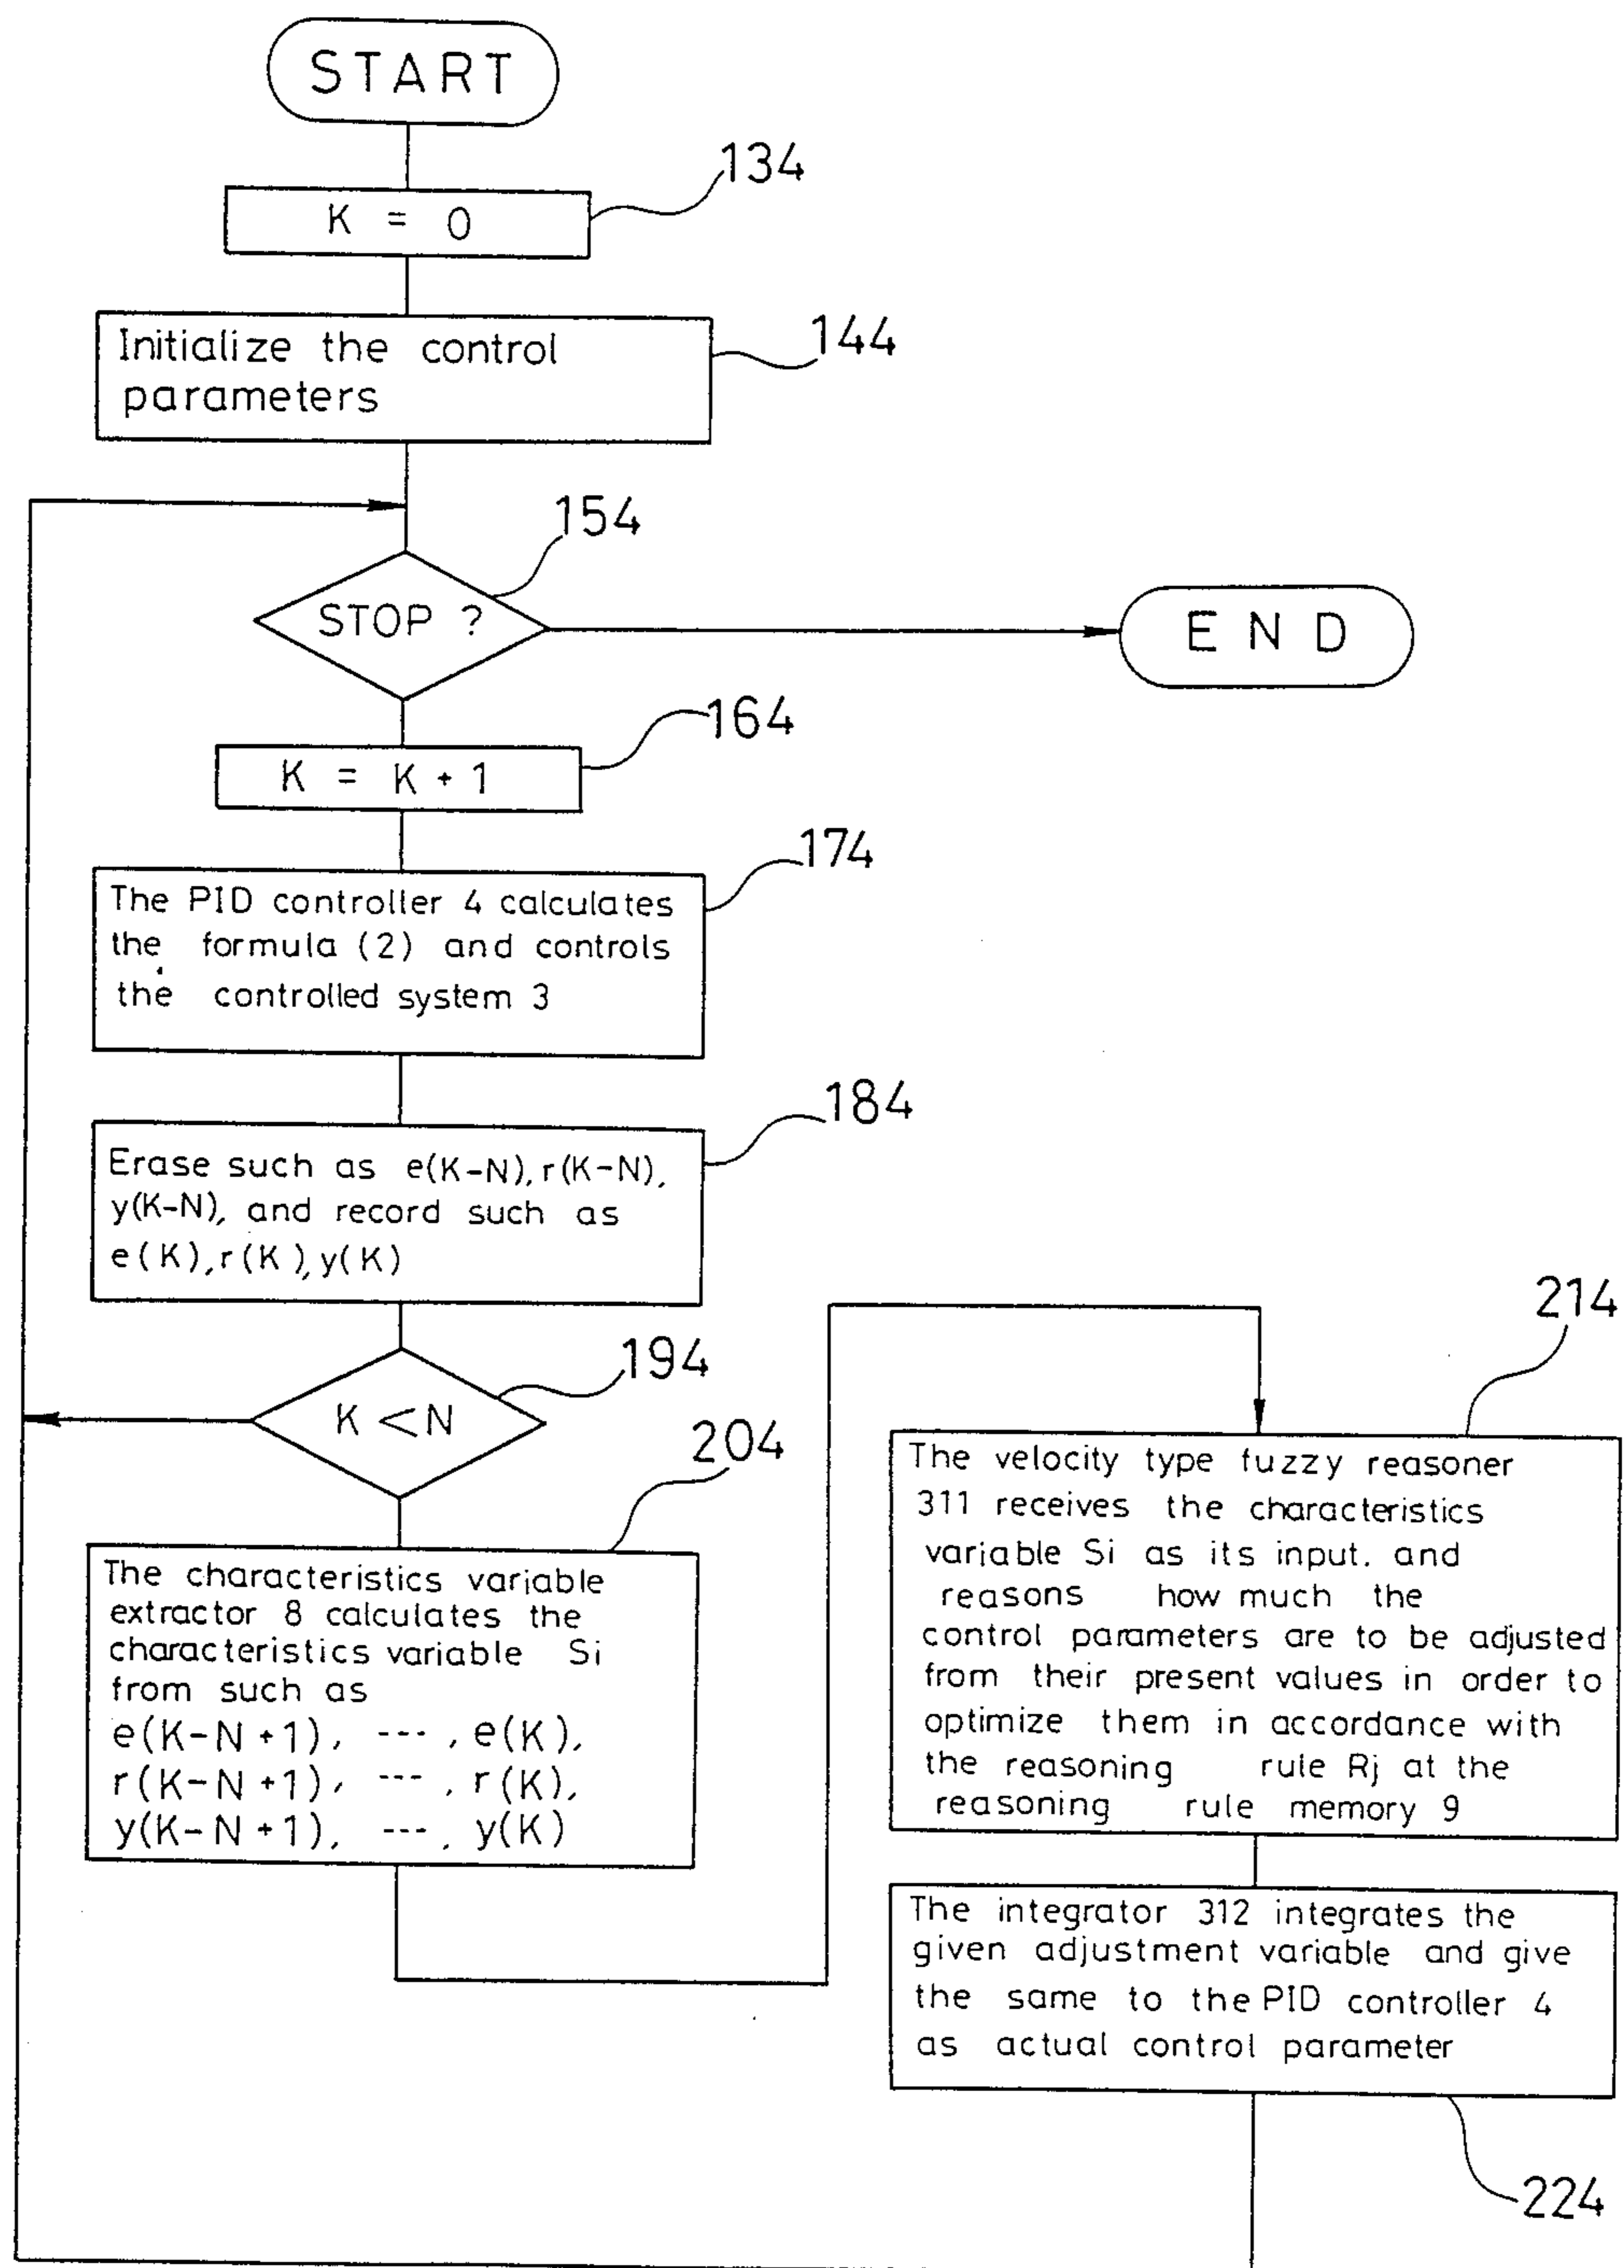 START
134
K = 0
144
Initialize the control
parameters
154
STOP ?
END
164
K = K + 1
174
The PID controller 4 calculates
the formula (2) and controls
the controlled system 3
184
Erase such as e(K-N), r(K-N),
y(K-N), and record such as
e(K), r(K), y(K)
194
K < N
204
The characteristics variable
extractor 8 calculates the
characteristics variable Si
from such as
e(K-N+1), ---, e(K),
r(K-N+1), ---, r(K),
y(K-N+1), ---, y(K)
214
The velocity type fuzzy reasoner
311 receives the characteristics
variable Si as its input. and
reasons how much the
control parameters are to be adjusted
from their present values in order to
optimize them in accordance with
the reasoning rule Rj at the
reasoning rule memory 9
The integrator 312 integrates the
given adjustment variable and give
the same to the PID controller 4
as actual control parameter
224